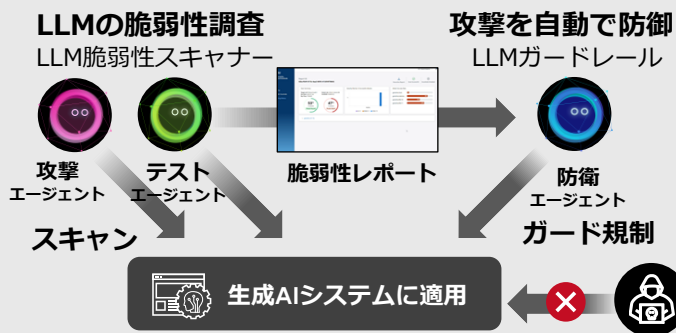 LLMの脆弱性調査
LLM脆弱性スキャナー
攻撃を自動で防御
LLMガードレール
攻撃
エージェント
テスト
エージェント
脆弱性レポート
防衛
エージェント
スキャン
ガード規制
生成AIシステムに適用